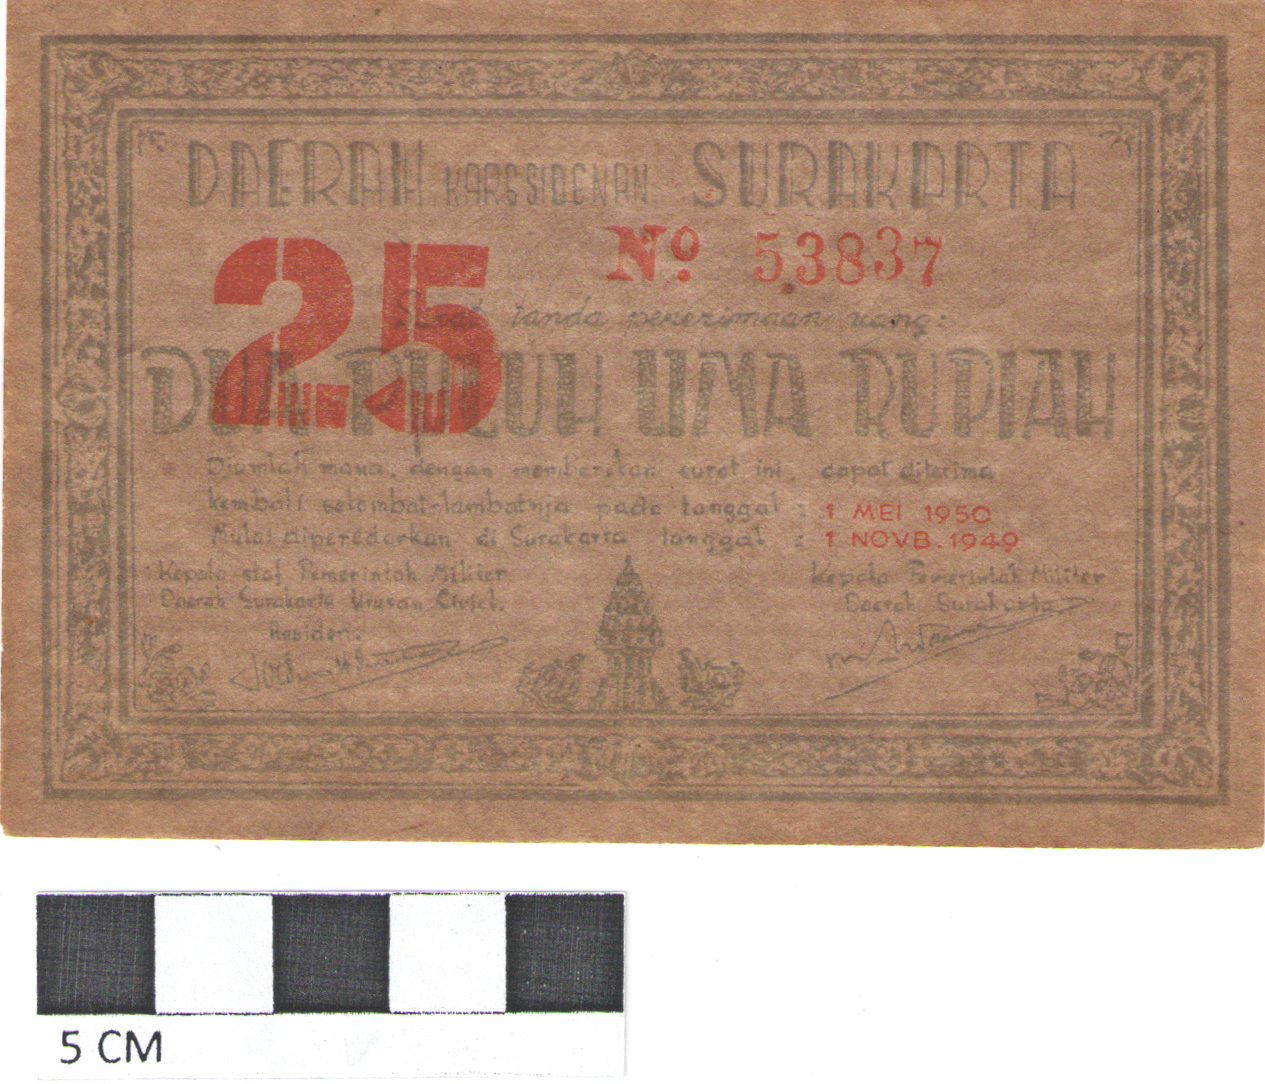 DAERAH KARESIDENAN SURAKARTA
25
No. 53837
Surat tanda penerimaan uang:
DUA PULUH LIMA RUPIAH
Djumlah mana, dengan memberikan surat ini, dapat diterima
kembali selambat-lambatnja pada tanggal : 1 MEI 1950
Mulai diperedarkan di Surakarta tanggal : 1 NOVB. 1949
Kepala staf Pemerintah Militer
Daerah Surakarta Urusan Civiel.
Residen.
Kepala Pemerintah Militer
Daerah Surakarta
5 CM